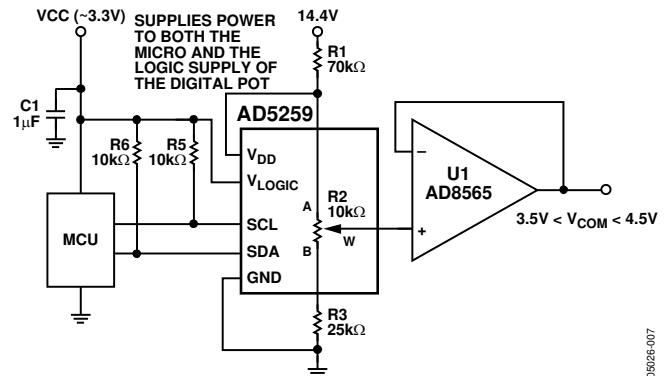 VCC (~3.3V)
SUPPLIES POWER
TO BOTH THE
MICRO AND THE
LOGIC SUPPLY OF
THE DIGITAL POT
14.4V
R1
70kΩ
C1
1µF
AD5259
R6
10kΩ
R5
10kΩ
VDD
VLOGIC
SCL
SDA
GND
MCU
A
R2
10kΩ
B
W
R3
25kΩ
–
+
U1
AD8565
3.5V < VCOM < 4.5V
05026-007